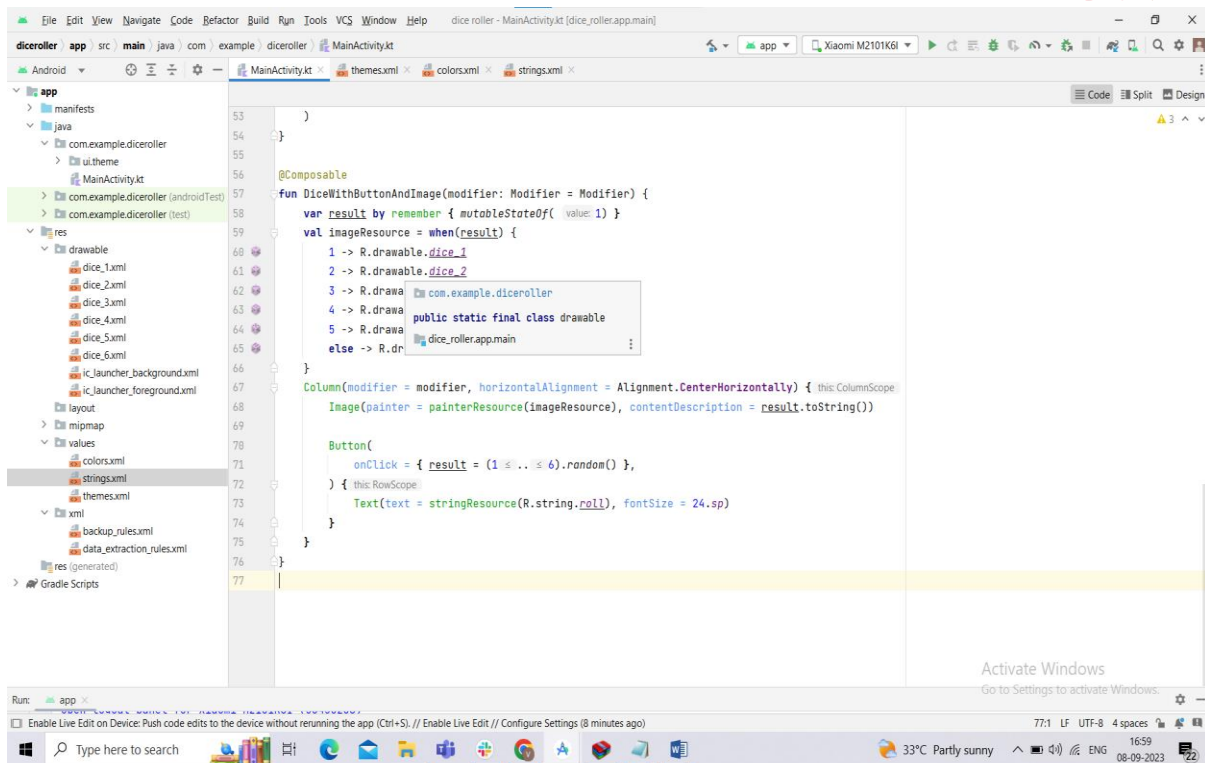 File Edit View Navigate Code Refactor Build Run Tools VCS Window Help dice roller - MainActivity.kt [dice_roller.app.main]
diceroller app src main java com example diceroller MainActivity.kt app Xiaomi M2101K6I
Android MainActivity.kt themes.xml colors.xml strings.xml
Code Split Design
app
manifests
java
com.example.diceroller
ui.theme
MainActivity.kt
com.example.diceroller (androidTest)
com.example.diceroller (test)
res
drawable
dice_1.xml
dice_2.xml
dice_3.xml
dice_4.xml
dice_5.xml
dice_6.xml
ic_launcher_background.xml
ic_launcher_foreground.xml
layout
mipmap
values
colors.xml
strings.xml
themes.xml
xml
backup_rules.xml
data_extraction_rules.xml
res (generated)
Gradle Scripts
3
53 )
54 }
55
56 @Composable
57 fun DiceWithButtonAndImage(modifier: Modifier = Modifier) {
58 var result by remember { mutableStateOf( value: 1) }
59 val imageResource = when(result) {
60 1 -> R.drawable.dice_1
61 2 -> R.drawable.dice_2
62 3 -> R.drawa
63 4 -> R.drawa
64 5 -> R.drawa
65 else -> R.dr
com.example.diceroller
public static final class drawable
dice_roller.app.main
66 }
67 Column(modifier = modifier, horizontalAlignment = Alignment.CenterHorizontally) { this: ColumnScope
68 Image(painter = painterResource(imageResource), contentDescription = result.toString())
69
70 Button(
71 onClick = { result = (1 ≤ .. ≤ 6).random() },
72 ) { this: RowScope
73 Text(text = stringResource(R.string.roll), fontSize = 24.sp)
74 }
75 }
76 }
77
Activate Windows
Go to Settings to activate Windows.
Run: app
Enable Live Edit on Device: Push code edits to the device without rerunning the app (Ctrl+S). // Enable Live Edit // Configure Settings (8 minutes ago) 77:1 LF UTF-8 4 spaces
Type here to search 33°C Partly sunny ENG 16:59
08-09-2023 22